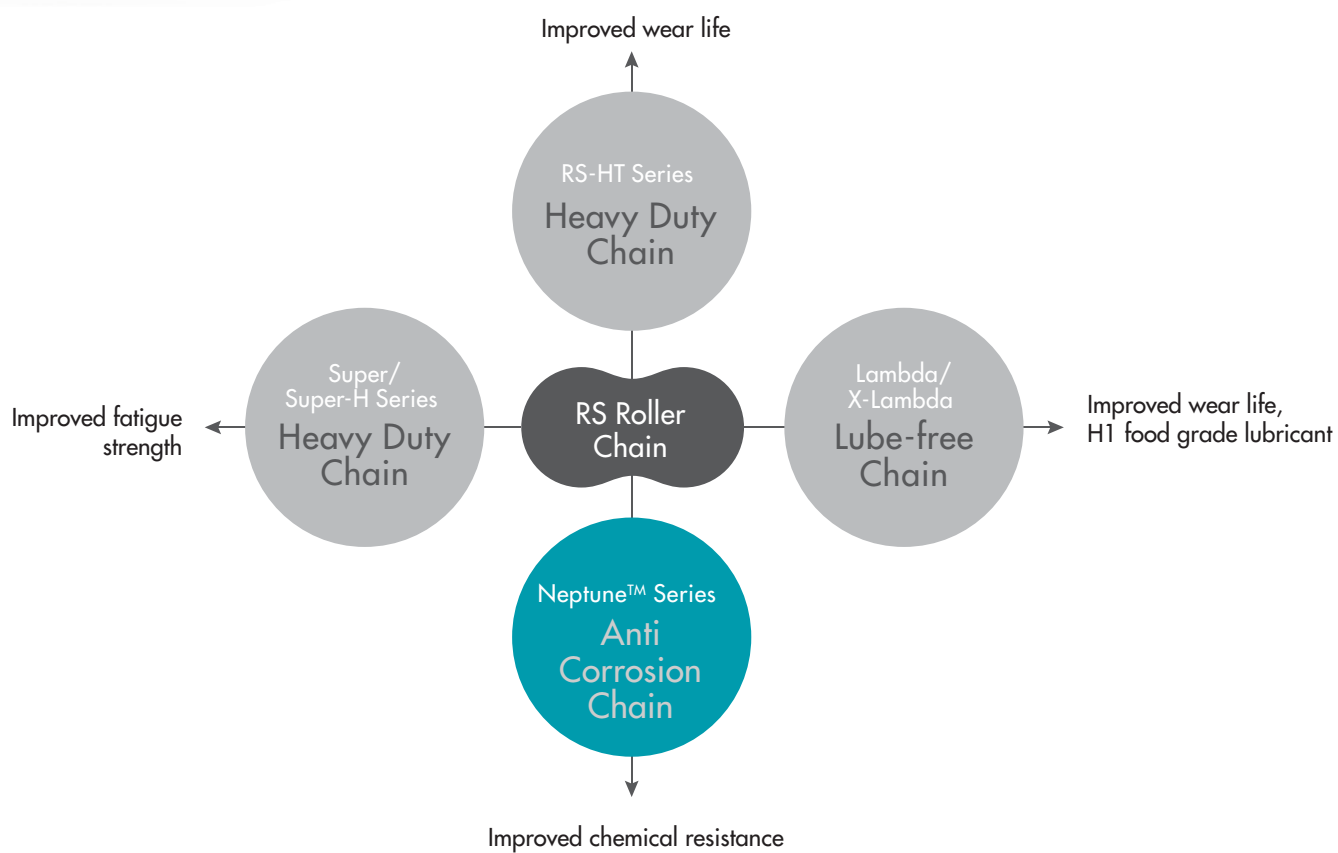 Improved wear life
RS-HT Series
Heavy Duty
Chain
Super/
Super-H Series
Heavy Duty
Chain
Improved fatigue
strength
RS Roller
Chain
Lambda/
X-Lambda
Lube-free
Chain
Improved wear life,
H1 food grade lubricant
Neptune™ Series
Anti
Corrosion
Chain
Improved chemical resistance